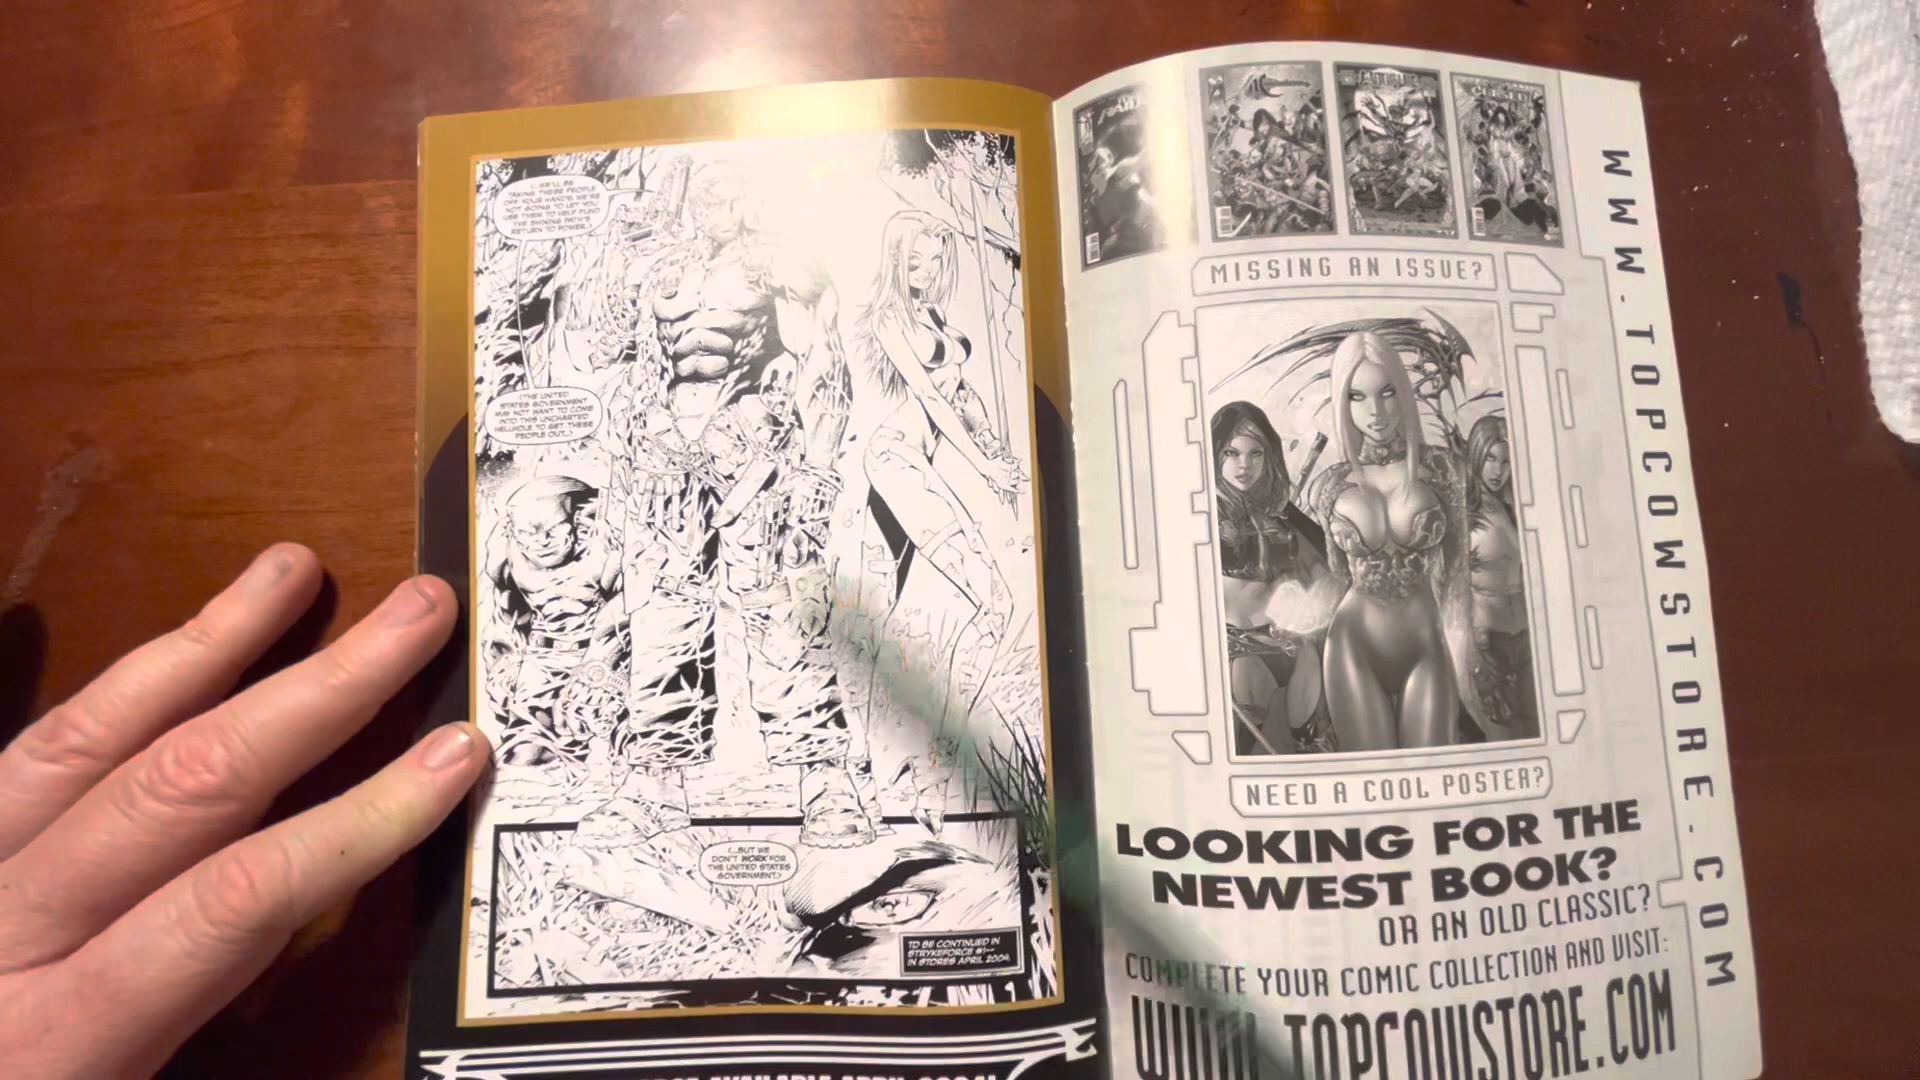 (...WE'LL BE
TAKING THESE PEOPLE
OFF YOUR HANDS. WE'RE
NOT GOING TO LET YOU
USE THEM TO HELP FUND
THE SHINING PATH'S
RETURN TO POWER.)
(THE UNITED
STATES GOVERNMENT
MAY NOT WANT TO COME
INTO THIS UNCHARTED
HELLHOLE TO GET THESE
PEOPLE OUT...)
(...BUT WE
DON'T WORK FOR
THE UNITED STATES
GOVERNMENT.)
TO BE CONTINUED IN
STRYKEFORCE #1--
IN STORES APRIL 2004.
AVAILABLE APRIL 2004!
MISSING AN ISSUE?
NEED A COOL POSTER?
LOOKING FOR THE
NEWEST BOOK?
OR AN OLD CLASSIC?
COMPLETE YOUR COMIC COLLECTION AND VISIT:
WWW.TOPCOWSTORE.COM
WWW.TOPCOWSTORE.COM